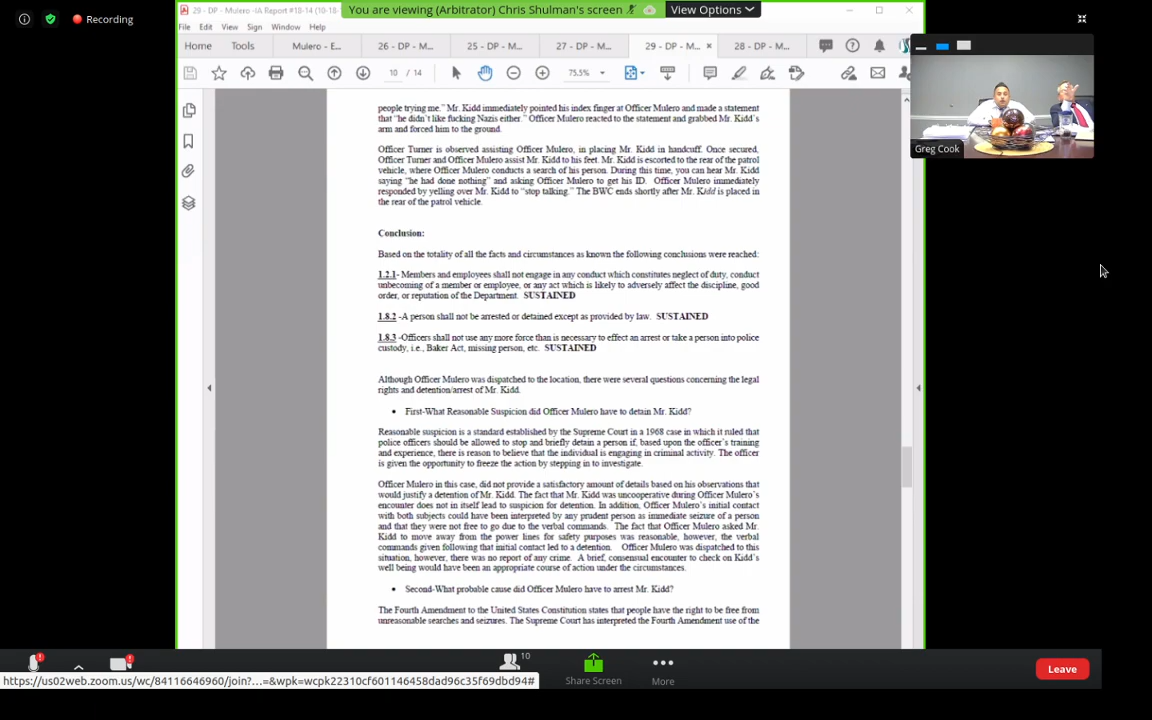 Recording
29 - DP - Mulero -IA Report #18-14 (10-18-
You are viewing (Arbitrator) Chris Shulman's screen
View Options
File Edit View Sign Window Help
Home Tools Mulero - E... 26 - DP - M... 25 - DP - M... 27 - DP - M... 29 - DP - M... × 28 - DP - M...
10 / 14 75.5%
Greg Cook
people trying me." Mr. Kidd immediately pointed his index finger at Officer Mulero and made a statement
that "he didn't like fucking Nazis either." Officer Mulero reacted to the statement and grabbed Mr. Kidd's
arm and forced him to the ground.
Officer Turner is observed assisting Officer Mulero, in placing Mr. Kidd in handcuff. Once secured,
Officer Turner and Officer Mulero assist Mr. Kidd to his feet. Mr. Kidd is escorted to the rear of the patrol
vehicle, where Officer Mulero conducts a search of his person. During this time, you can hear Mr. Kidd
saying "he had done nothing" and asking Officer Mulero to get his ID. Officer Mulero immediately
responded by yelling over Mr. Kidd to "stop talking." The BWC ends shortly after Mr. Kidd is placed in
the rear of the patrol vehicle.
Conclusion:
Based on the totality of all the facts and circumstances as known the following conclusions were reached:
1.2.1- Members and employees shall not engage in any conduct which constitutes neglect of duty, conduct
unbecoming of a member or employee, or any act which is likely to adversely affect the discipline, good
order, or reputation of the Department. SUSTAINED
1.8.2 -A person shall not be arrested or detained except as provided by law. SUSTAINED
1.8.3 -Officers shall not use any more force than is necessary to effect an arrest or take a person into police
custody, i.e., Baker Act, missing person, etc. SUSTAINED
Although Officer Mulero was dispatched to the location, there were several questions concerning the legal
rights and detention/arrest of Mr. Kidd.
• First-What Reasonable Suspicion did Officer Mulero have to detain Mr. Kidd?
Reasonable suspicion is a standard established by the Supreme Court in a 1968 case in which it ruled that
police officers should be allowed to stop and briefly detain a person if, based upon the officer's training
and experience, there is reason to believe that the individual is engaging in criminal activity. The officer
is given the opportunity to freeze the action by stepping in to investigate.
Officer Mulero in this case, did not provide a satisfactory amount of details based on his observations that
would justify a detention of Mr. Kidd. The fact that Mr. Kidd was uncooperative during Officer Mulero's
encounter does not in itself lead to suspicion for detention. In addition, Officer Mulero's initial contact
with both subjects could have been interpreted by any prudent person as immediate seizure of a person
and that they were not free to go due to the verbal commands. The fact that Officer Mulero asked Mr.
Kidd to move away from the power lines for safety purposes was reasonable, however, the verbal
commands given following that initial contact led to a detention. Officer Mulero was dispatched to this
situation, however, there was no report of any crime. A brief, consensual encounter to check on Kidd's
well being would have been an appropriate course of action under the circumstances.
• Second-What probable cause did Officer Mulero have to arrest Mr. Kidd?
The Fourth Amendment to the United States Constitution states that people have the right to be free from
unreasonable searches and seizures. The Supreme Court has interpreted the Fourth Amendment use of the
10
Share Screen
More
Leave
https://us02web.zoom.us/wc/84116646960/join?...=&wpk=wcpk22310cf601146458dad96c35f69dbd94#